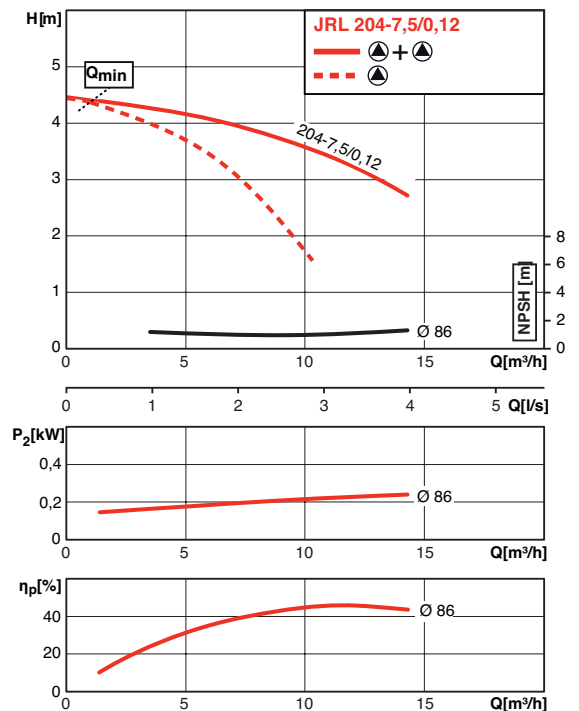 H[m]
JRL 204-7,5/0,12
+
5
Qmin
4
204-7,5/0,12
3
2
8
6
1
4
NPSH [m]
2
Ø 86
0
0
0
5
10
15
Q[m³/h]
0
1
2
3
4
5
Q[l/s]
P2[kW]
0,4
0,2
Ø 86
0
0
5
10
15
Q[m³/h]
ηp[%]
40
Ø 86
20
0
0
5
10
15
Q[m³/h]